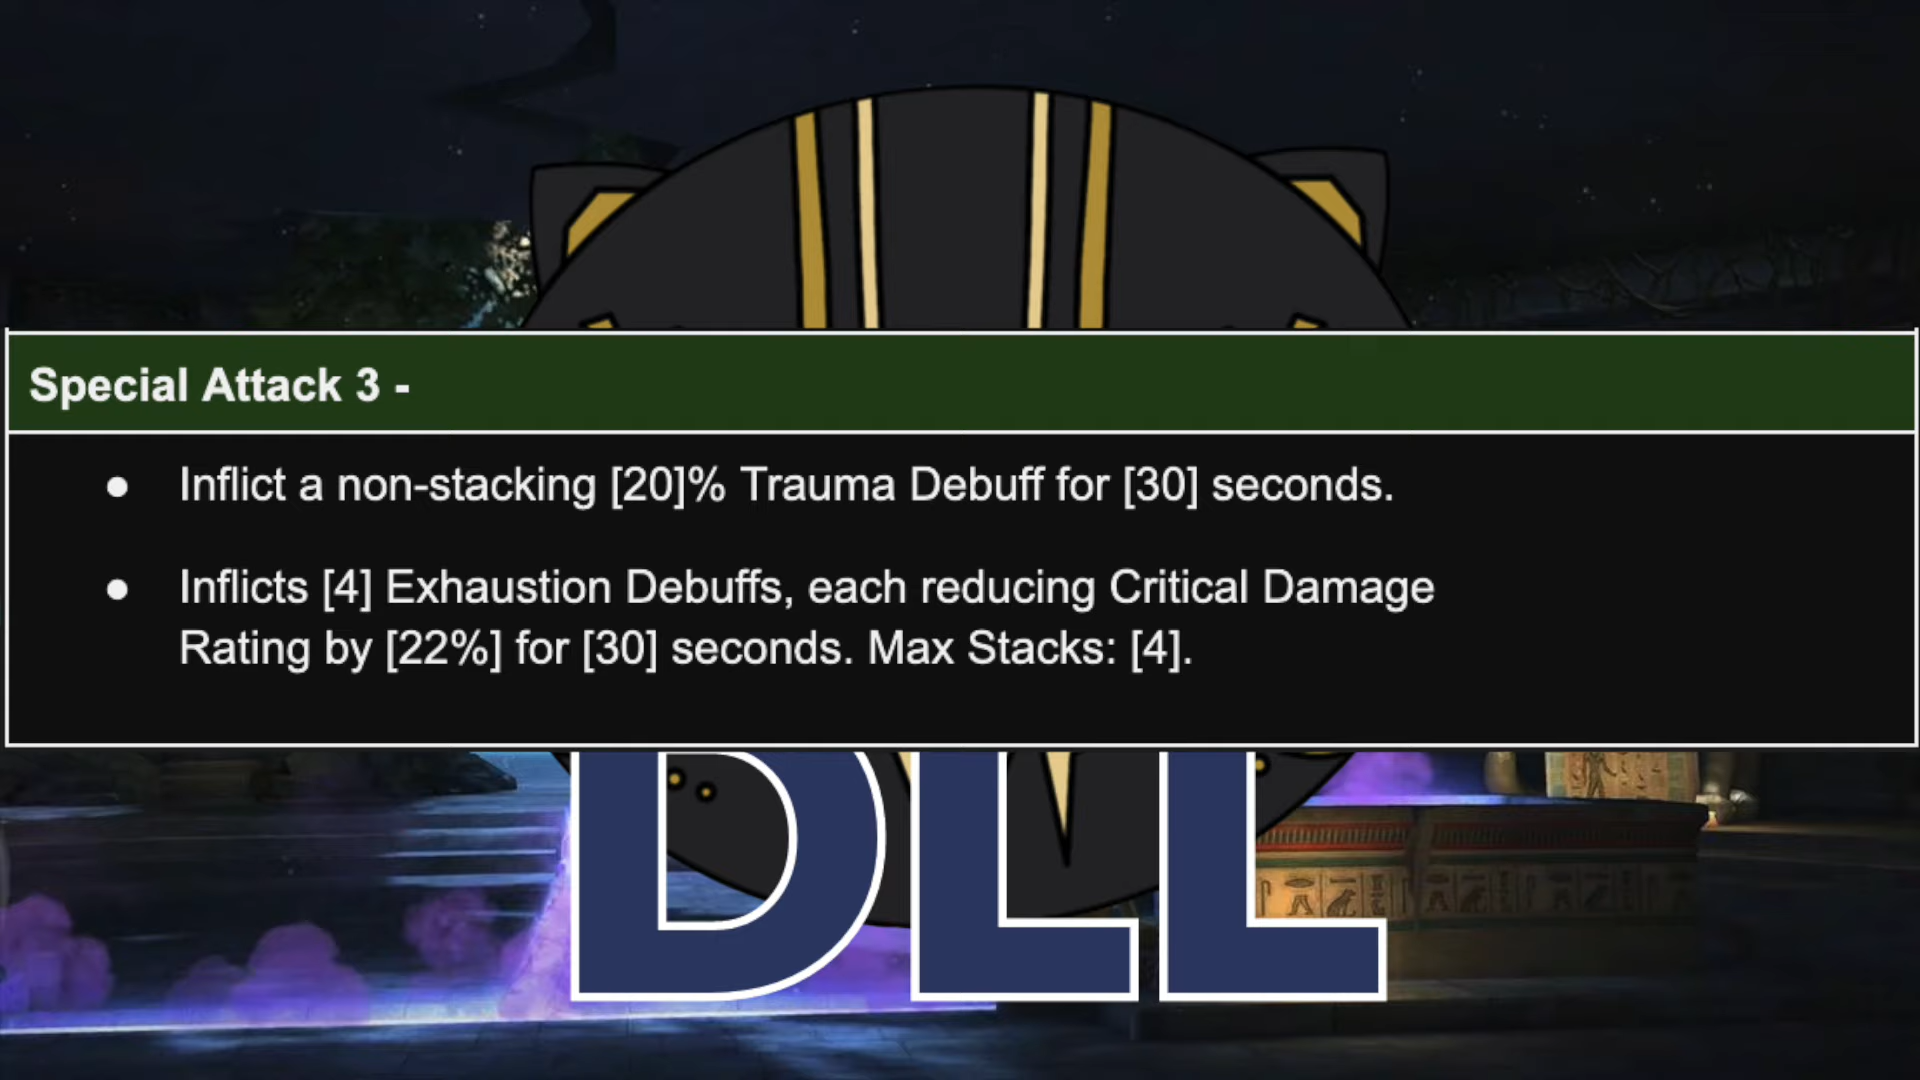 Special Attack 3 -
● Inflict a non-stacking [20]% Trauma Debuff for [30] seconds.
● Inflicts [4] Exhaustion Debuffs, each reducing Critical Damage
Rating by [22%] for [30] seconds. Max Stacks: [4].
DLL